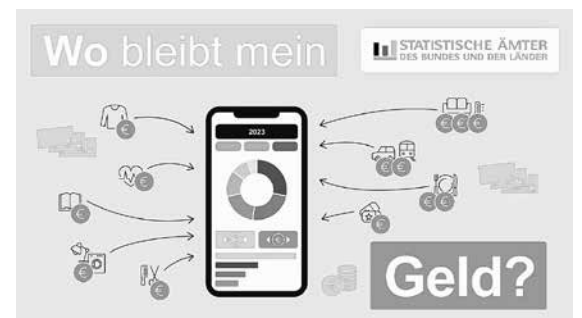 Wo bleibt mein
STATISTISCHE ÄMTER
DES BUNDES UND DER LÄNDER
2023
Geld?